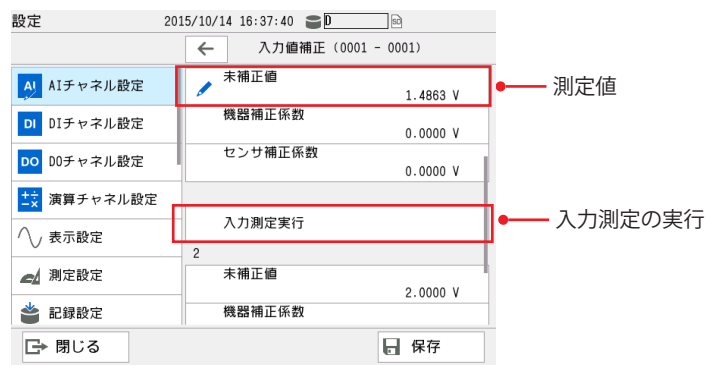 設定 2015/10/14 16:37:40 D SD
← 入力値補正 (0001 - 0001)
AI AIチャネル設定
DI DIチャネル設定
DO DOチャネル設定
演算チャネル設定
表示設定
測定設定
記録設定
未補正値
1.4863 V
機器補正係数
0.0000 V
センサ補正係数
0.0000 V
入力測定実行
2
未補正値
2.0000 V
機器補正係数
測定値
入力測定の実行
閉じる
保存